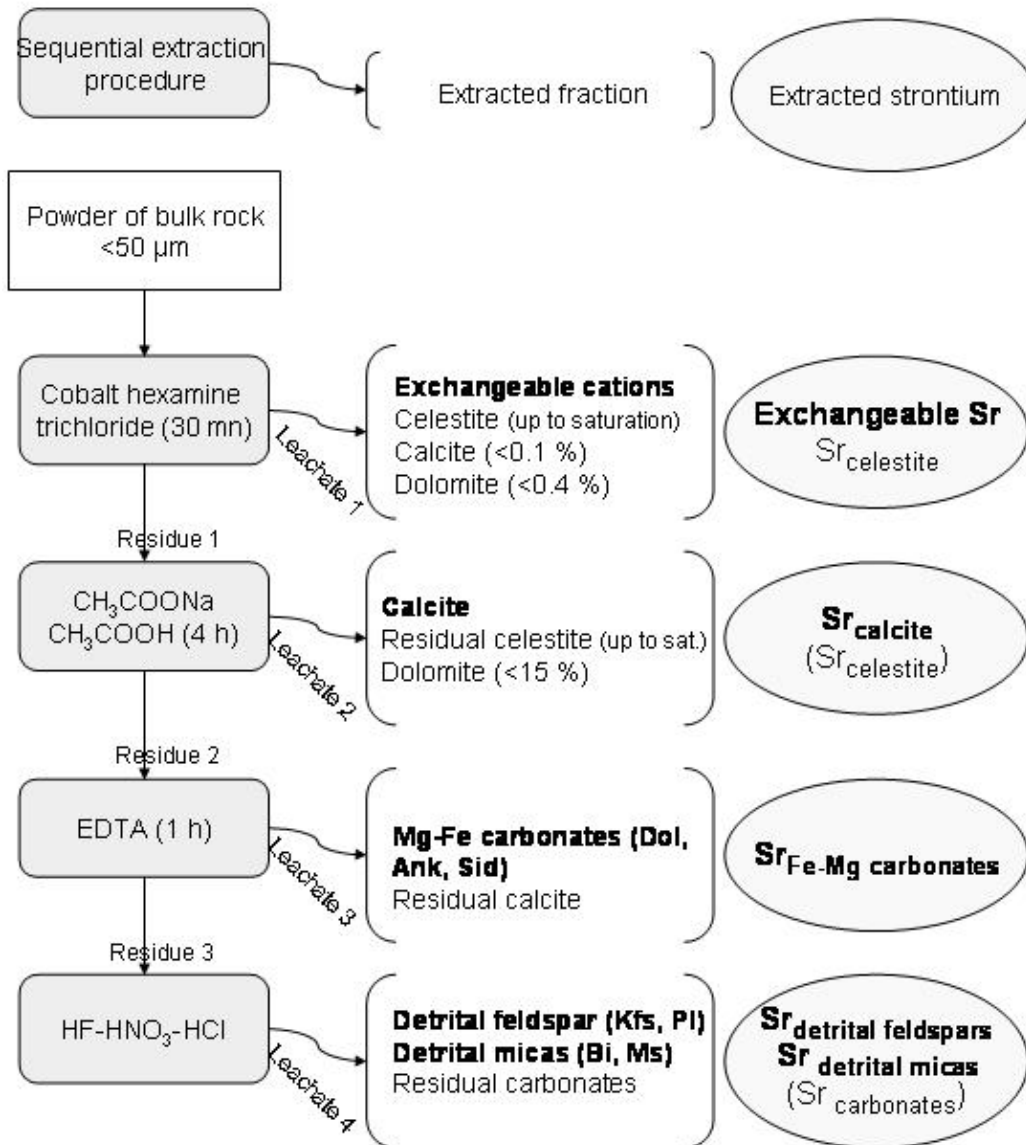 Sequential extraction
procedure
Extracted fraction
Extracted strontium
Powder of bulk rock
<50 µm
Cobalt hexamine
trichloride (30 mn)
Leachate 1
Exchangeable cations
Celestite (up to saturation)
Calcite (<0.1 %)
Dolomite (<0.4 %)
Exchangeable Sr
Sr celestite
Residue 1
CH₃COONa
CH₃COOH (4 h)
Leachate 2
Calcite
Residual celestite (up to sat.)
Dolomite (<15 %)
Sr calcite
(Sr celestite)
Residue 2
EDTA (1 h)
Leachate 3
Mg-Fe carbonates (Dol,
Ank, Sid)
Residual calcite
Sr Fe-Mg carbonates
Residue 3
HF-HNO₃-HCl
Leachate 4
Detrital feldspar (Kfs, Pl)
Detrital micas (Bi, Ms)
Residual carbonates
Sr detrital feldspars
Sr detrital micas
(Sr carbonates)